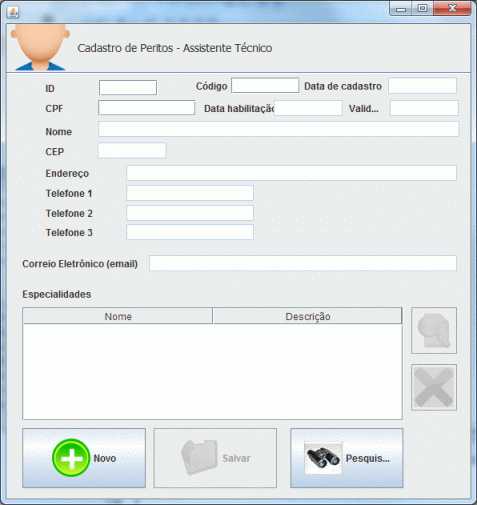 Cadastro de Peritos - Assistente Técnico
ID Código Data de cadastro
CPF Data habilitação Valid...
Nome
CEP
Endereço
Telefone 1
Telefone 2
Telefone 3
Correio Eletrônico (email)
Especialidades
Nome Descrição
Novo Salvar Pesquis...